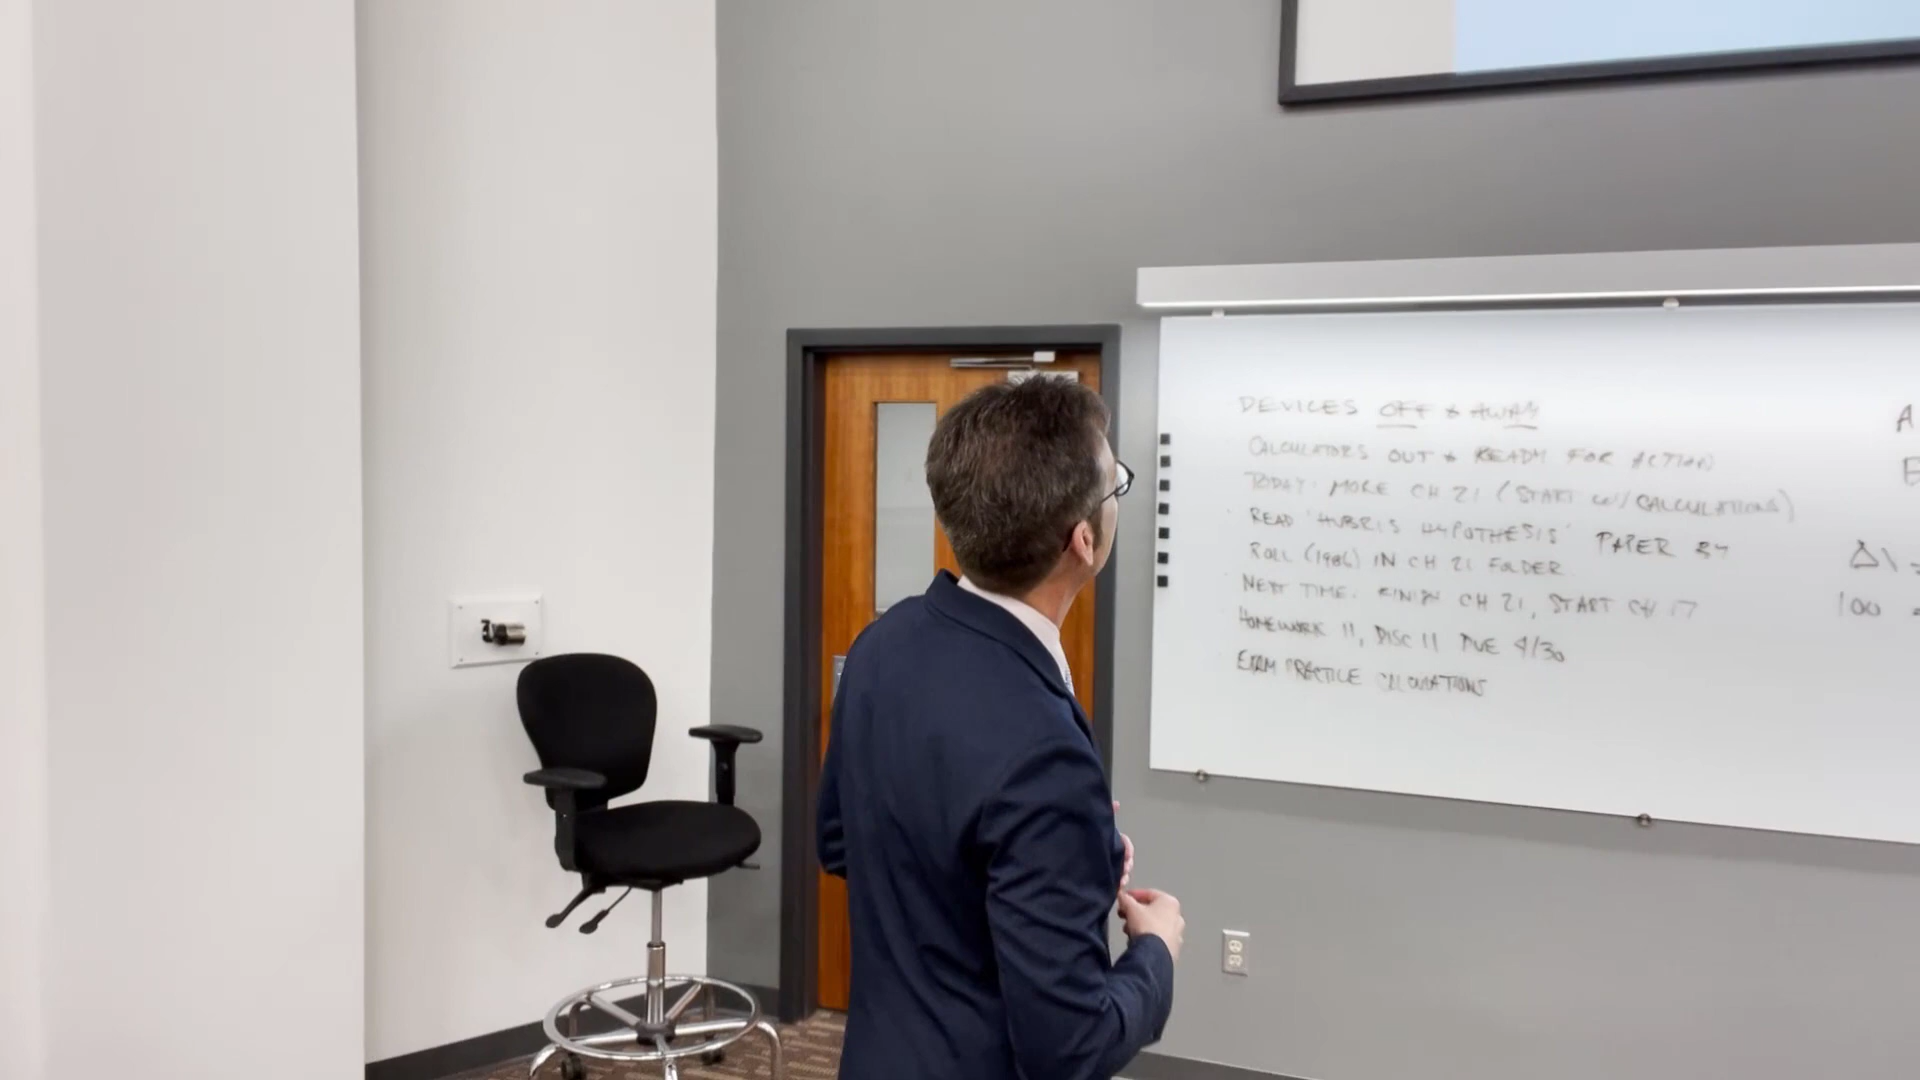 DEVICES OFF & AWAY
CALCULATORS OUT & READY FOR ACTION
TODAY: MORE CH 21 (START W/ CALCULATIONS)
READ "HUBRIS HYPOTHESIS" PAPER BY
ROLL (1986) IN CH 21 FOLDER
NEXT TIME: FINISH CH 21, START CH 17
HOMEWORK 11, DISC 11 DUE 4/30
EXAM PRACTICE CALCULATIONS
A
E
100